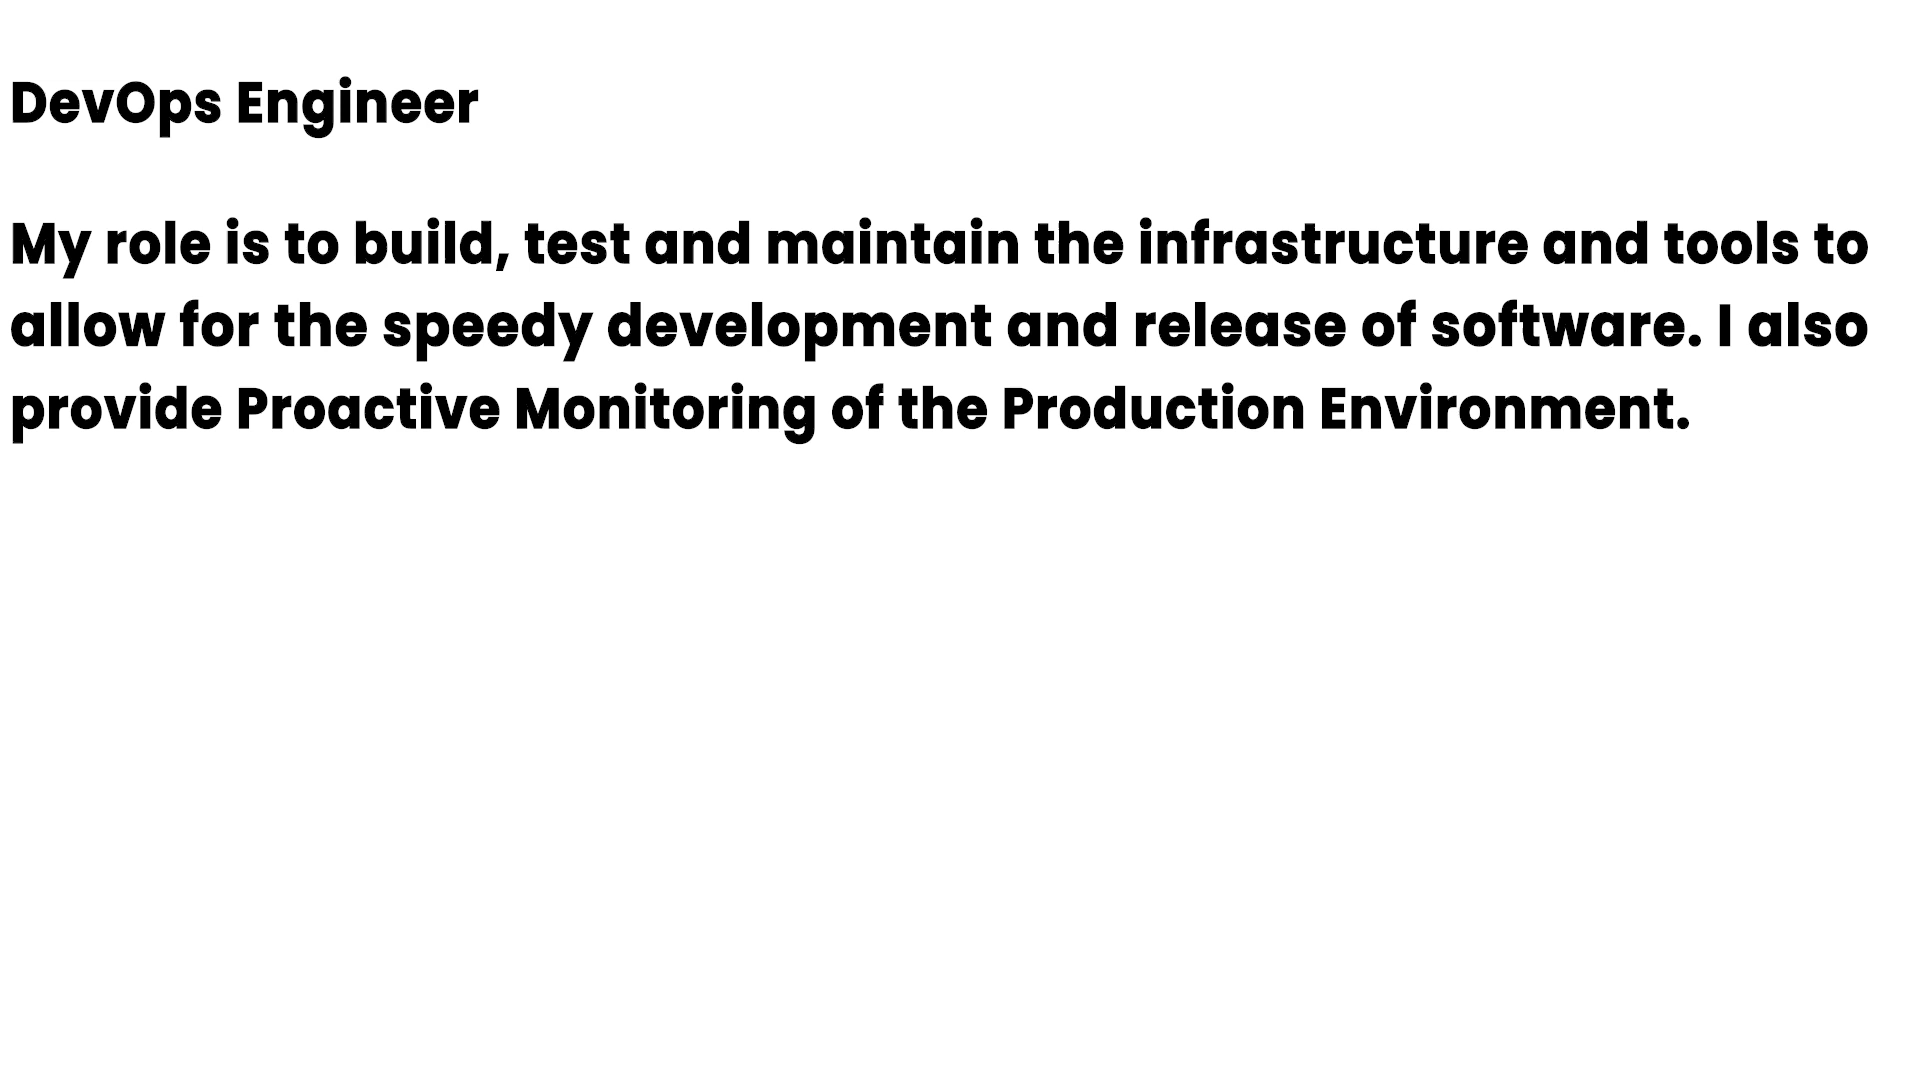 DevOps Engineer
My role is to build, test and maintain the infrastructure and tools to
allow for the speedy development and release of software. I also
provide Proactive Monitoring of the Production Environment.